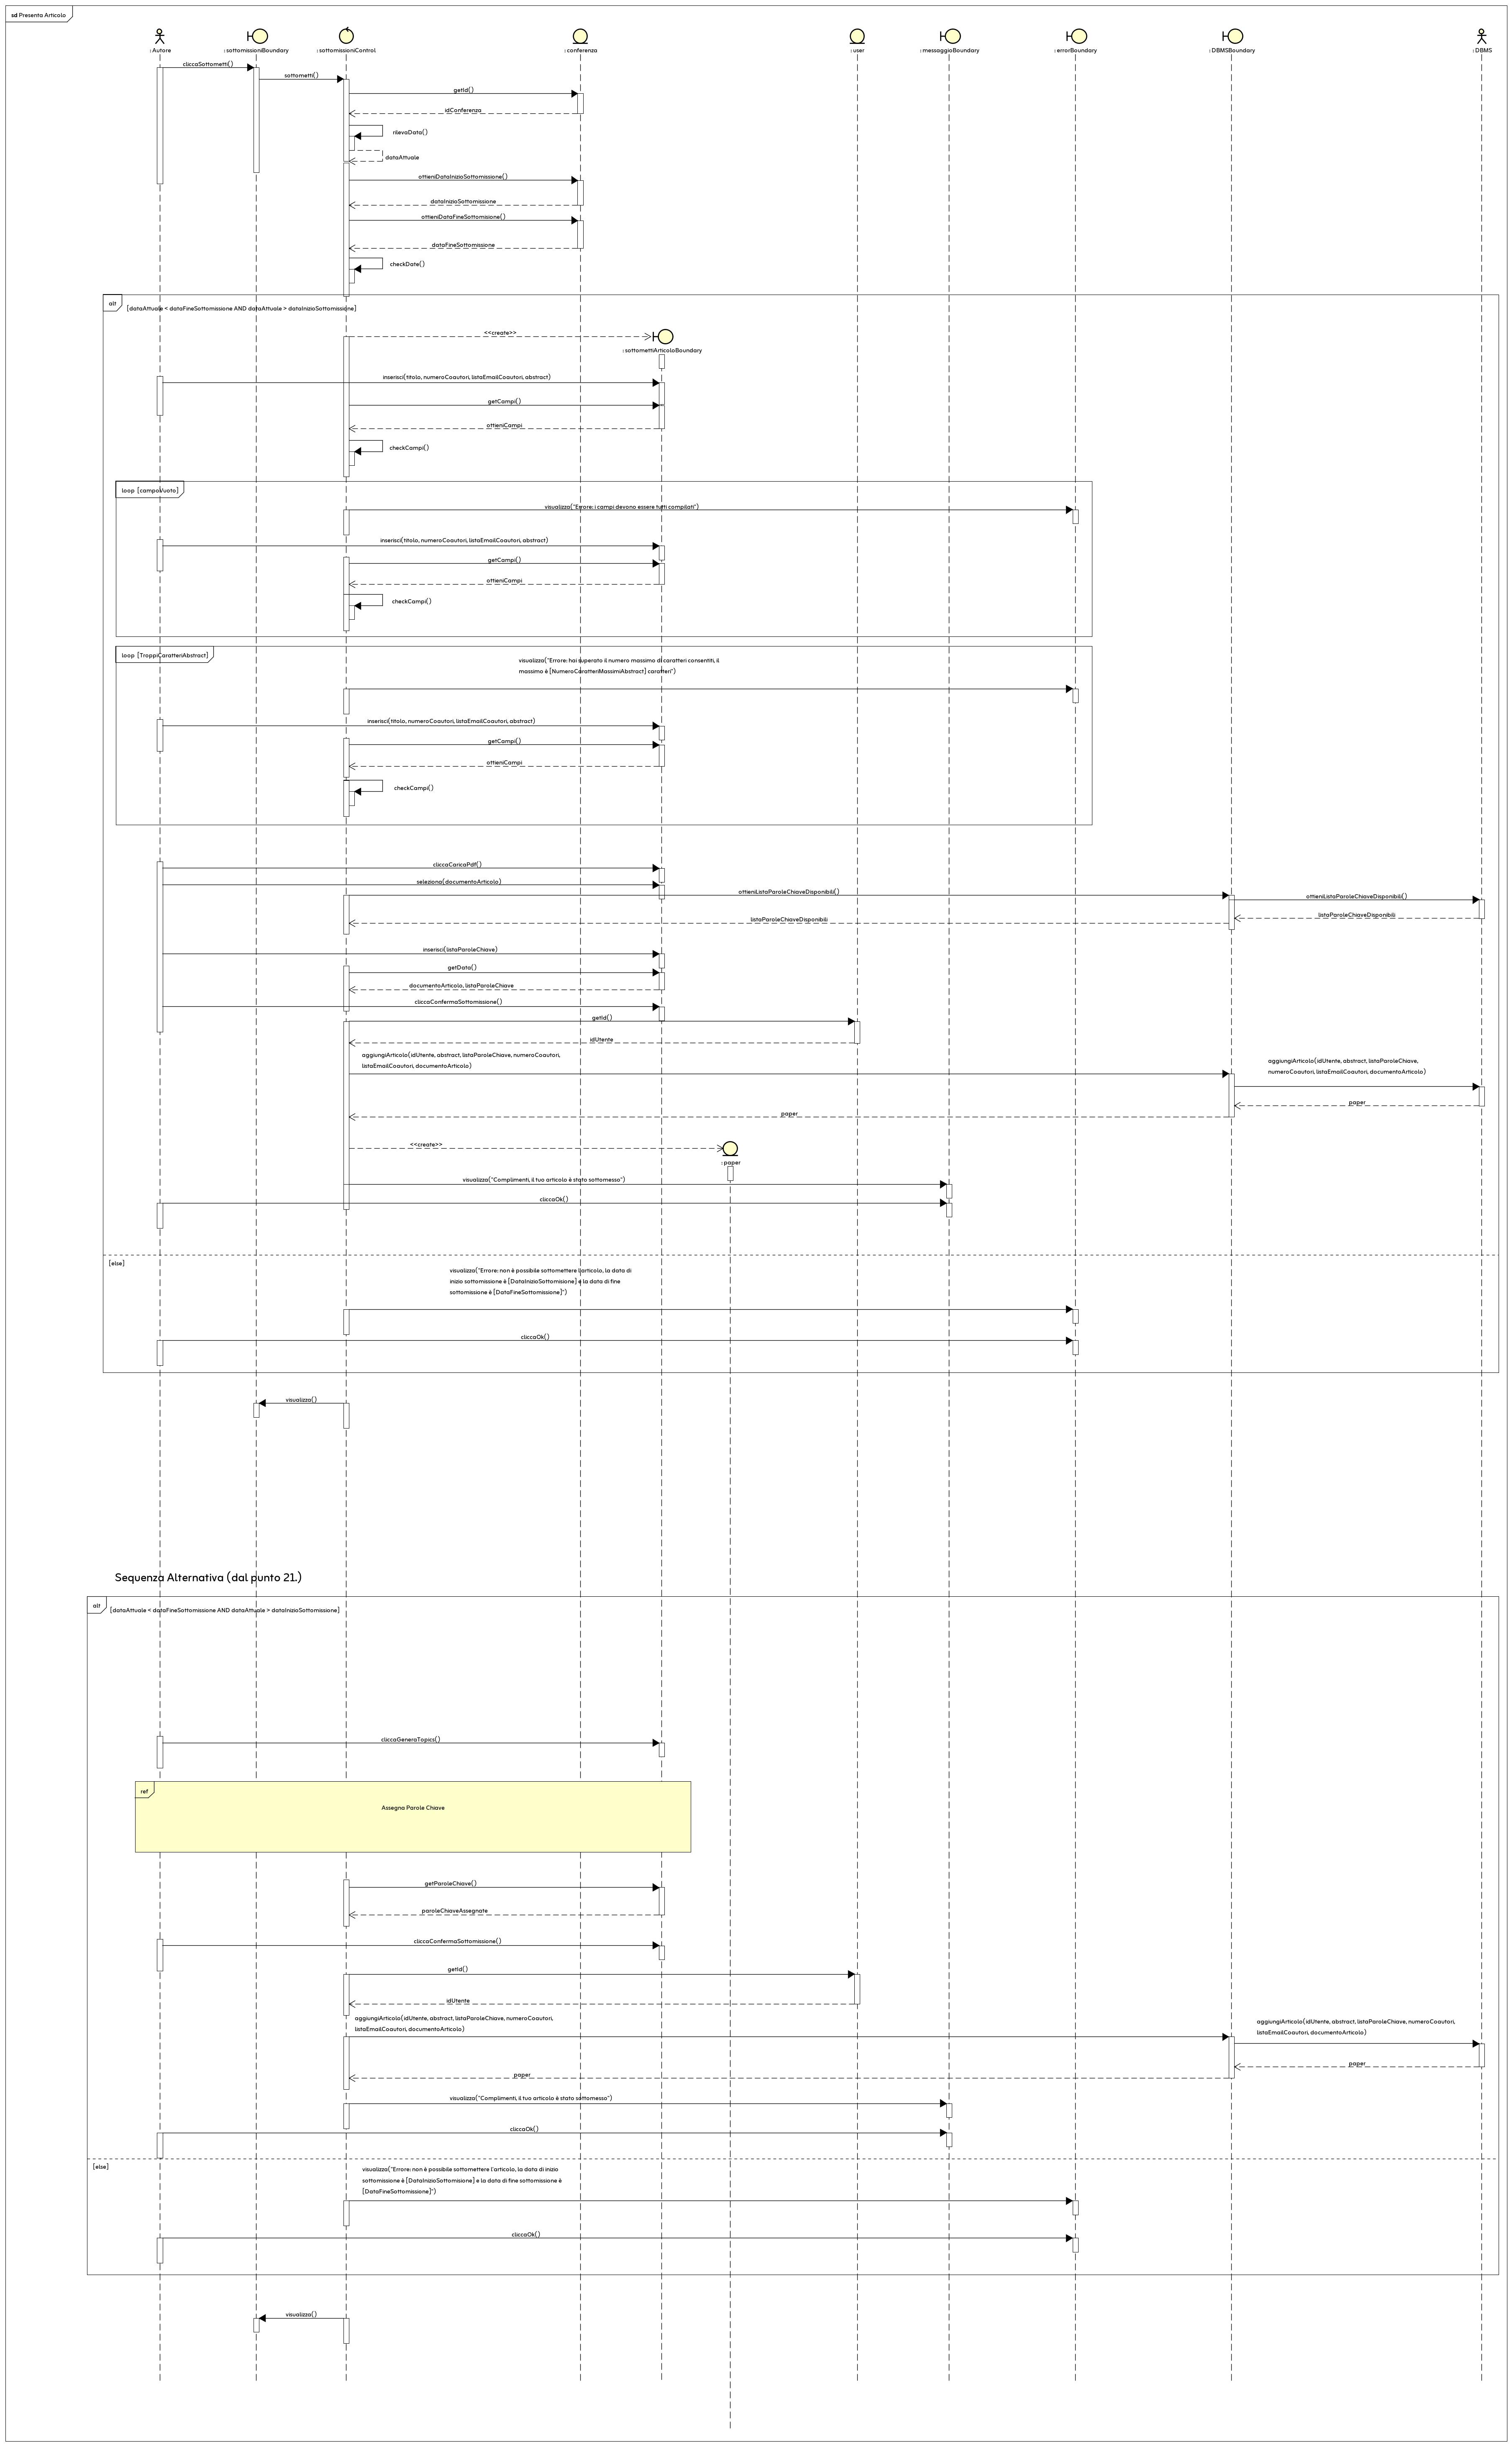 sd Presenta Articolo
: Autore
: sottomissioniBoundary
: sottomissioniControl
: conferenza
: user
: messaggioBoundary
: errorBoundary
: DBMSBoundary
: DBMS
cliccaSottometti()
sottometti()
getId()
idConferenza
rilevaData()
dataAttuale
ottieniDataInizioSottomissione()
dataInizioSottomissione
ottieniDataFineSottomisione()
dataFineSottomissione
checkDate()
alt
[dataAttuale < dataFineSottomissione AND dataAttuale > dataInizioSottomissione]
<<create>>
: sottomettiArticoloBoundary
inserisci(titolo, numeroCoautori, listaEmailCoautori, abstract)
getCampi()
ottieniCampi
checkCampi()
loop [campoVuoto]
visualizza("Errore: i campi devono essere tutti compilati")
inserisci(titolo, numeroCoautori, listaEmailCoautori, abstract)
getCampi()
ottieniCampi
checkCampi()
loop [TroppiCaratteriAbstract]
visualizza("Errore: hai superato il numero massimo di caratteri consentiti, il
massimo è [NumeroCaratteriMassimiAbstract] caratteri")
inserisci(titolo, numeroCoautori, listaEmailCoautori, abstract)
getCampi()
ottieniCampi
checkCampi()
cliccaCaricaPdf()
seleziona(documentoArticolo)
ottieniListaParoleChiaveDisponibili()
ottieniListaParoleChiaveDisponibili()
listaParoleChiaveDisponibili
listaParoleChiaveDisponibili
inserisci(listaParoleChiave)
getData()
documentoArticolo, listaParoleChiave
cliccaConfermaSottomissione()
getId()
idUtente
aggiungiArticolo(idUtente, abstract, listaParoleChiave, numeroCoautori,
listaEmailCoautori, documentoArticolo)
aggiungiArticolo(idUtente, abstract, listaParoleChiave,
numeroCoautori, listaEmailCoautori, documentoArticolo)
paper
paper
<<create>>
: paper
visualizza("Complimenti, il tuo articolo è stato sottomesso")
cliccaOk()
[else]
visualizza("Errore: non è possibile sottomettere l'articolo, la data di
inizio sottomissione è [DataInizioSottomisione] e la data di fine
sottomissione è [DataFineSottomissione]")
cliccaOk()
visualizza()
Sequenza Alternativa (dal punto 21.)
alt
[dataAttuale < dataFineSottomissione AND dataAttuale > dataInizioSottomissione]
cliccaGeneraTopics()
ref
Assegna Parole Chiave
getParoleChiave()
paroleChiaveAssegnate
cliccaConfermaSottomissione()
getId()
idUtente
aggiungiArticolo(idUtente, abstract, listaParoleChiave, numeroCoautori,
listaEmailCoautori, documentoArticolo)
aggiungiArticolo(idUtente, abstract, listaParoleChiave, numeroCoautori,
listaEmailCoautori, documentoArticolo)
paper
paper
visualizza("Complimenti, il tuo articolo è stato sottomesso")
cliccaOk()
[else]
visualizza("Errore: non è possibile sottomettere l'articolo, la data di inizio
sottomissione è [DataInizioSottomisione] e la data di fine sottomissione è
[DataFineSottomissione]")
cliccaOk()
visualizza()